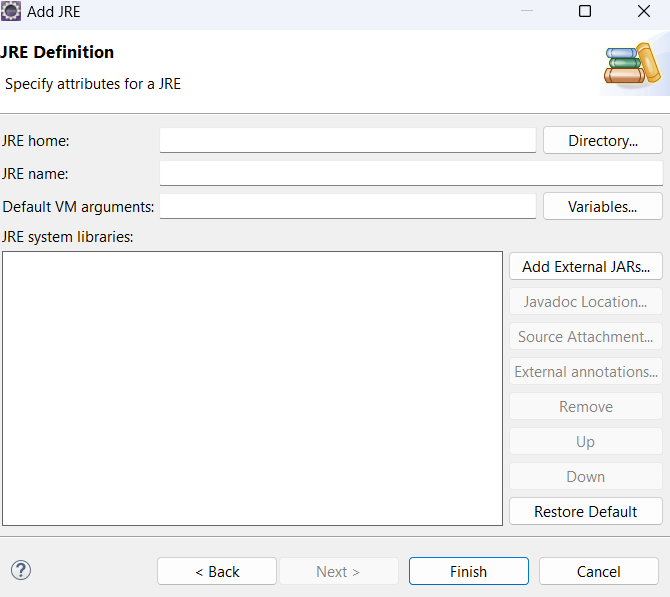 Add JRE
JRE Definition
Specify attributes for a JRE
JRE home:
Directory...
JRE name:
Default VM arguments:
Variables...
JRE system libraries:
Add External JARs...
Javadoc Location...
Source Attachment...
External annotations...
Remove
Up
Down
Restore Default
?
< Back
Next >
Finish
Cancel